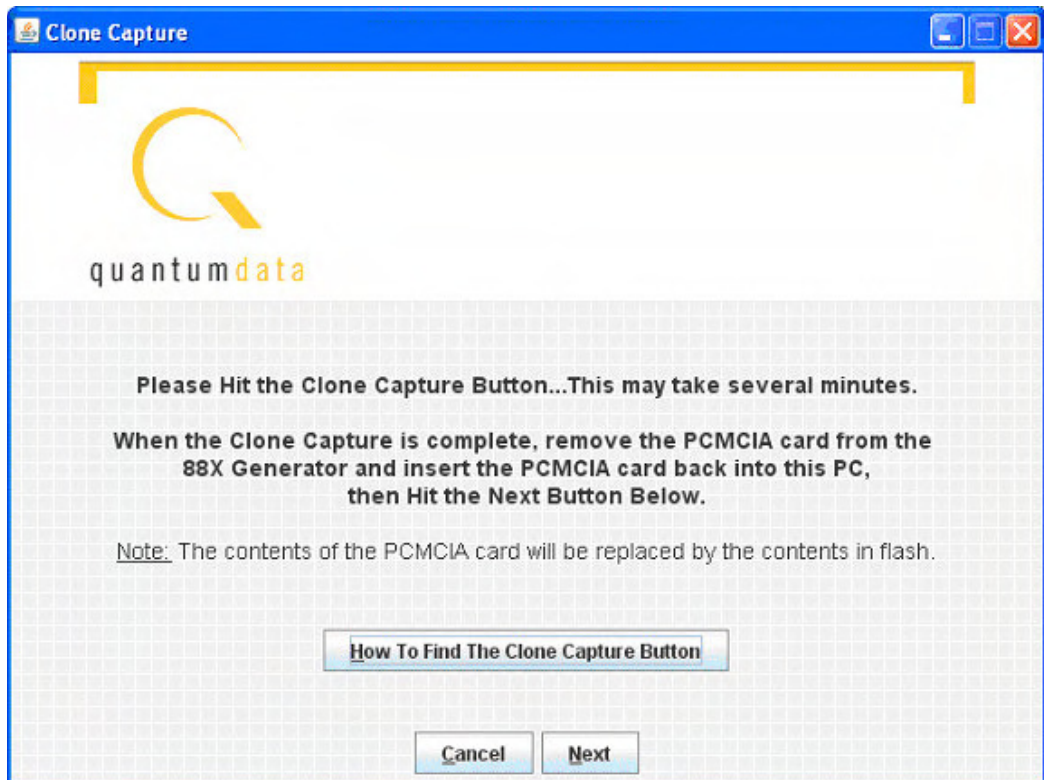 Clone Capture
quantumdata
Please Hit the Clone Capture Button...This may take several minutes.
When the Clone Capture is complete, remove the PCMCIA card from the
88X Generator and insert the PCMCIA card back into this PC,
then Hit the Next Button Below.
Note: The contents of the PCMCIA card will be replaced by the contents in flash.
How To Find The Clone Capture Button
Cancel Next